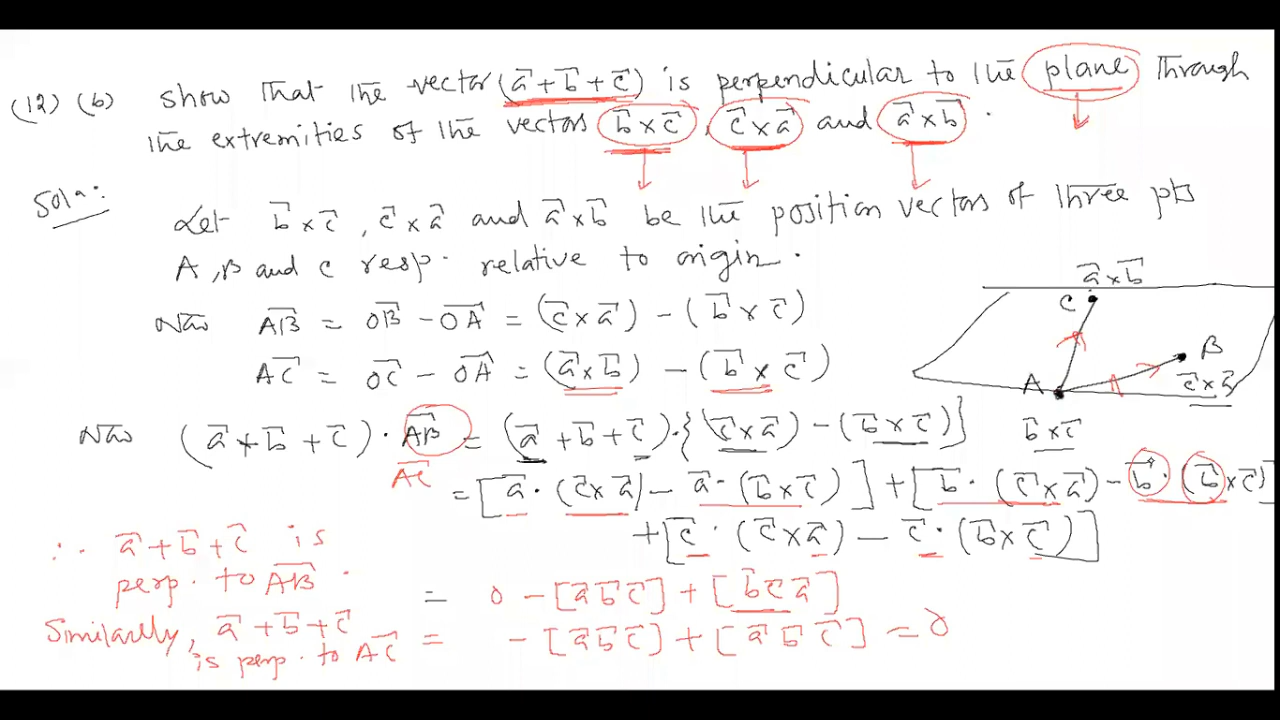 (12) (b) Show that the vector (a⃗ + b⃗ + c⃗) is perpendicular to the plane through
the extremities of the vectors b⃗ × c⃗, c⃗ × a⃗ and a⃗ × b⃗.
Solⁿ:
Let b⃗ × c⃗, c⃗ × a⃗ and a⃗ × b⃗ be the position vectors of three pts
A, B and C resp. relative to origin.
Now AB⃗ = OB⃗ - OA⃗ = (c⃗ × a⃗) - (b⃗ × c⃗)
AC⃗ = OC⃗ - OA⃗ = (a⃗ × b⃗) - (b⃗ × c⃗)
a⃗ × b⃗
C
B
c⃗ × a⃗
A
b⃗ × c⃗
Now (a⃗ + b⃗ + c⃗) · AB⃗ = (a⃗ + b⃗ + c⃗) · {(c⃗ × a⃗) - (b⃗ × c⃗)}
AC⃗
= [a⃗ · (c⃗ × a⃗) - a⃗ · (b⃗ × c⃗)] + [b⃗ · (c⃗ × a⃗) - b⃗ · (b⃗ × c⃗)]
+ [c⃗ · (c⃗ × a⃗) - c⃗ · (b⃗ × c⃗)]
= 0 - [a⃗ b⃗ c⃗] + [b⃗ c⃗ a⃗]
= - [a⃗ b⃗ c⃗] + [a⃗ b⃗ c⃗] = 0
∴ a⃗ + b⃗ + c⃗ is
perp. to AB⃗.
Similarly, a⃗ + b⃗ + c⃗
is perp. to AC⃗